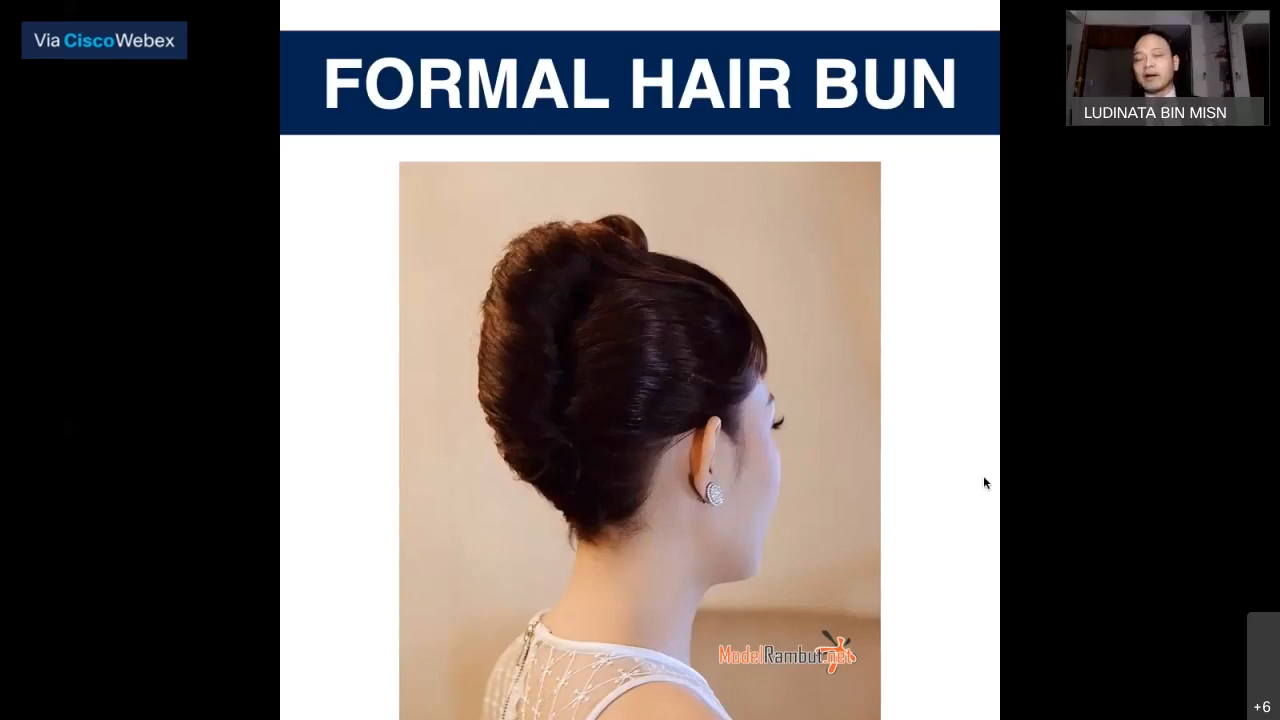 Via CiscoWebex
FORMAL HAIR BUN
LUDINATA BIN MISN
ModelRambut.net
+6